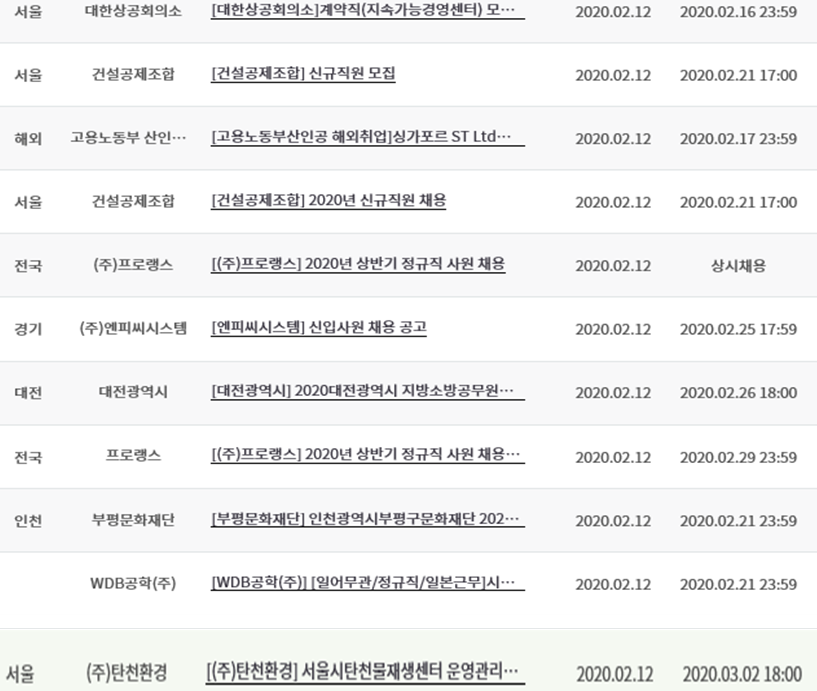 서울 대한상공회의소 [대한상공회의소]계약직(지속가능경영센터) 모··· 2020.02.12 2020.02.16 23:59
서울 건설공제조합 [건설공제조합] 신규직원 모집 2020.02.12 2020.02.21 17:00
해외 고용노동부 산인··· [고용노동부산인공 해외취업]싱가포르 ST Ltd··· 2020.02.12 2020.02.17 23:59
서울 건설공제조합 [건설공제조합] 2020년 신규직원 채용 2020.02.12 2020.02.21 17:00
전국 (주)프로랭스 [(주)프로랭스] 2020년 상반기 정규직 사원 채용 2020.02.12 상시채용
경기 (주)엔피씨시스템 [엔피씨시스템] 신입사원 채용 공고 2020.02.12 2020.02.25 17:59
대전 대전광역시 [대전광역시] 2020대전광역시 지방소방공무원··· 2020.02.12 2020.02.26 18:00
전국 프로랭스 [(주)프로랭스] 2020년 상반기 정규직 사원 채용··· 2020.02.12 2020.02.29 23:59
인천 부평문화재단 [부평문화재단] 인천광역시부평구문화재단 202··· 2020.02.12 2020.02.21 23:59
WDB공학(주) [WDB공학(주)] [일어무관/정규직/일본근무]시··· 2020.02.12 2020.02.21 23:59
서울 (주)탄천환경 [(주)탄천환경] 서울시탄천물재생센터 운영관리··· 2020.02.12 2020.03.02 18:00